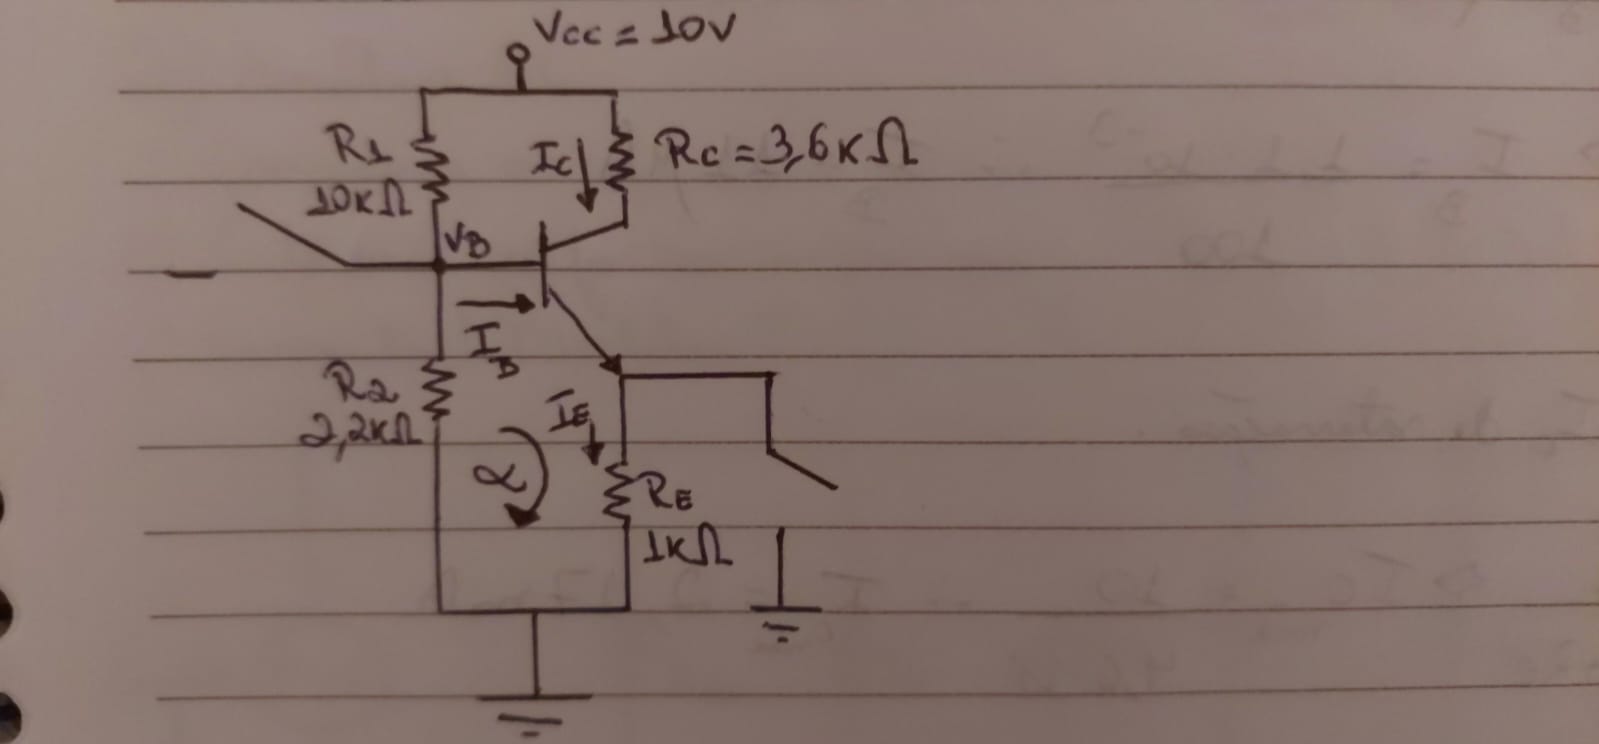 Vcc = 10V
R1
10KΩ
Ic
Rc = 3,6KΩ
VB
IB
R2
2,2KΩ
IE
α
RE
1KΩ